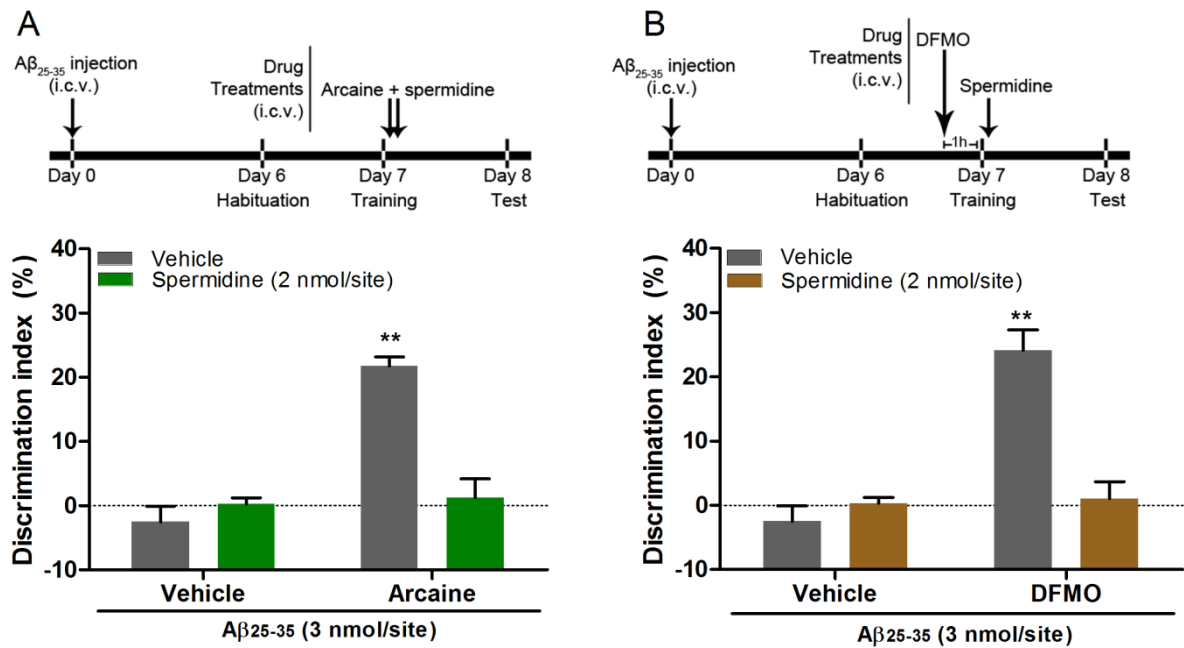 A
Aβ25-35 injection
(i.c.v.)
Drug
Treatments
(i.c.v.)
Arcaine + spermidine
Day 0
Day 6
Habituation
Day 7
Training
Day 8
Test
Discrimination index (%)
40
30
20
10
0
-10
Vehicle
Spermidine (2 nmol/site)
**
Vehicle
Arcaine
Aβ25-35 (3 nmol/site)
B
Aβ25-35 injection
(i.c.v.)
Drug
Treatments
(i.c.v.)
DFMO
Spermidine
1h
Day 0
Day 6
Habituation
Day 7
Training
Day 8
Test
Discrimination index (%)
40
30
20
10
0
-10
Vehicle
Spermidine (2 nmol/site)
**
Vehicle
DFMO
Aβ25-35 (3 nmol/site)